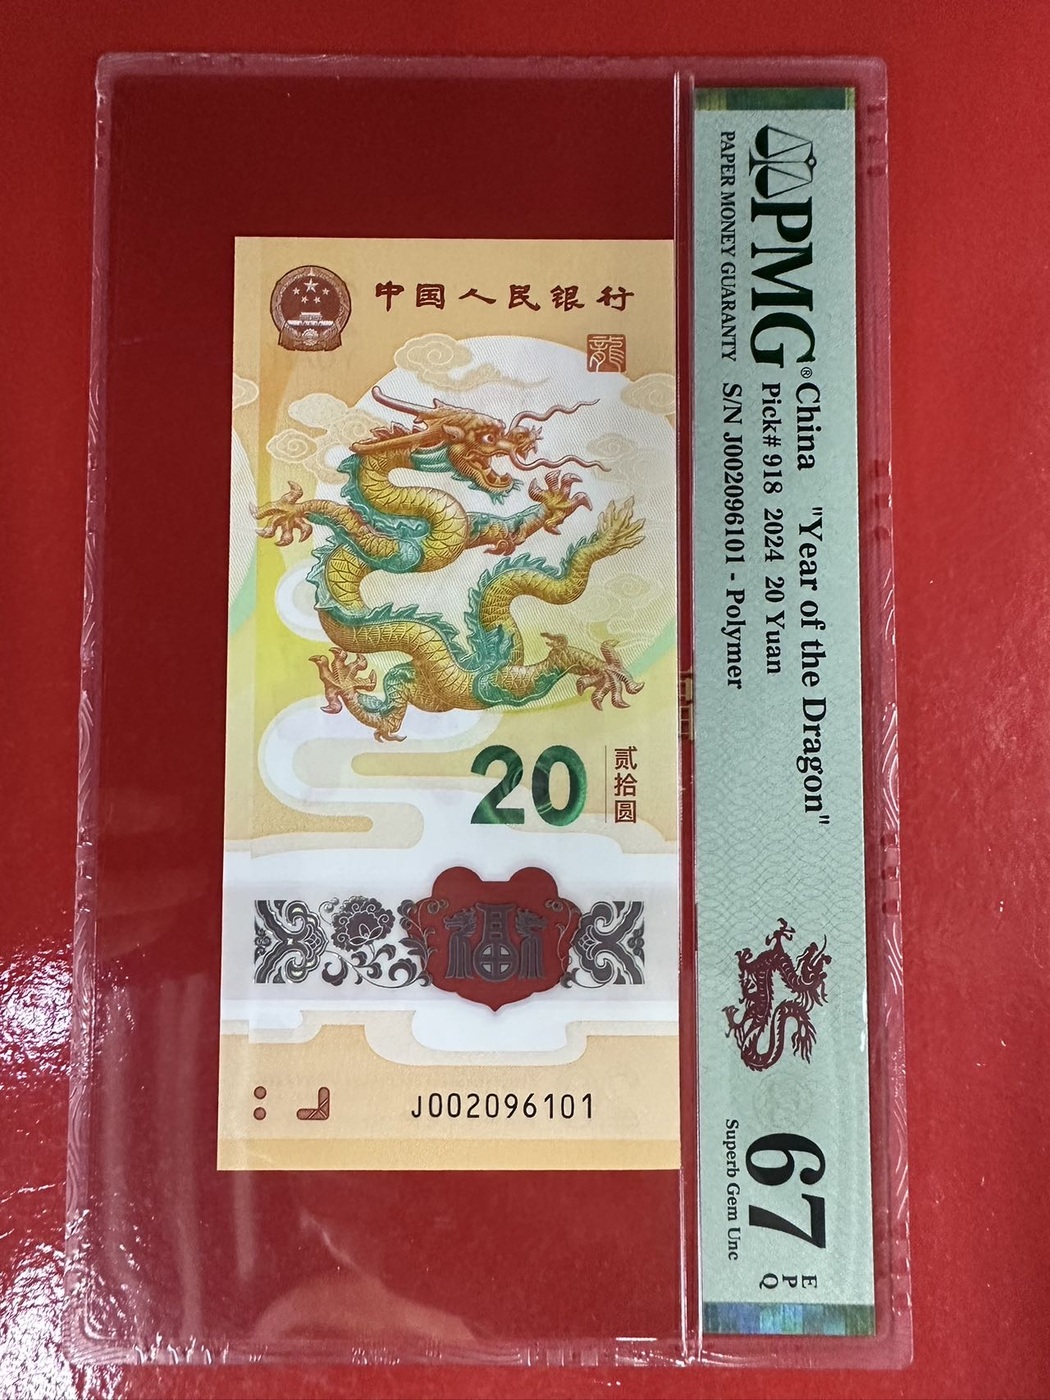 中国人民银行
龍
20
贰拾圆
福
J002096101
PMG®
PAPER MONEY GUARANTY
China "Year of the Dragon"
Pick# 918 2024 20 Yuan
S/N J002096101 - Polymer
67
EPQ
Superb Gem Unc